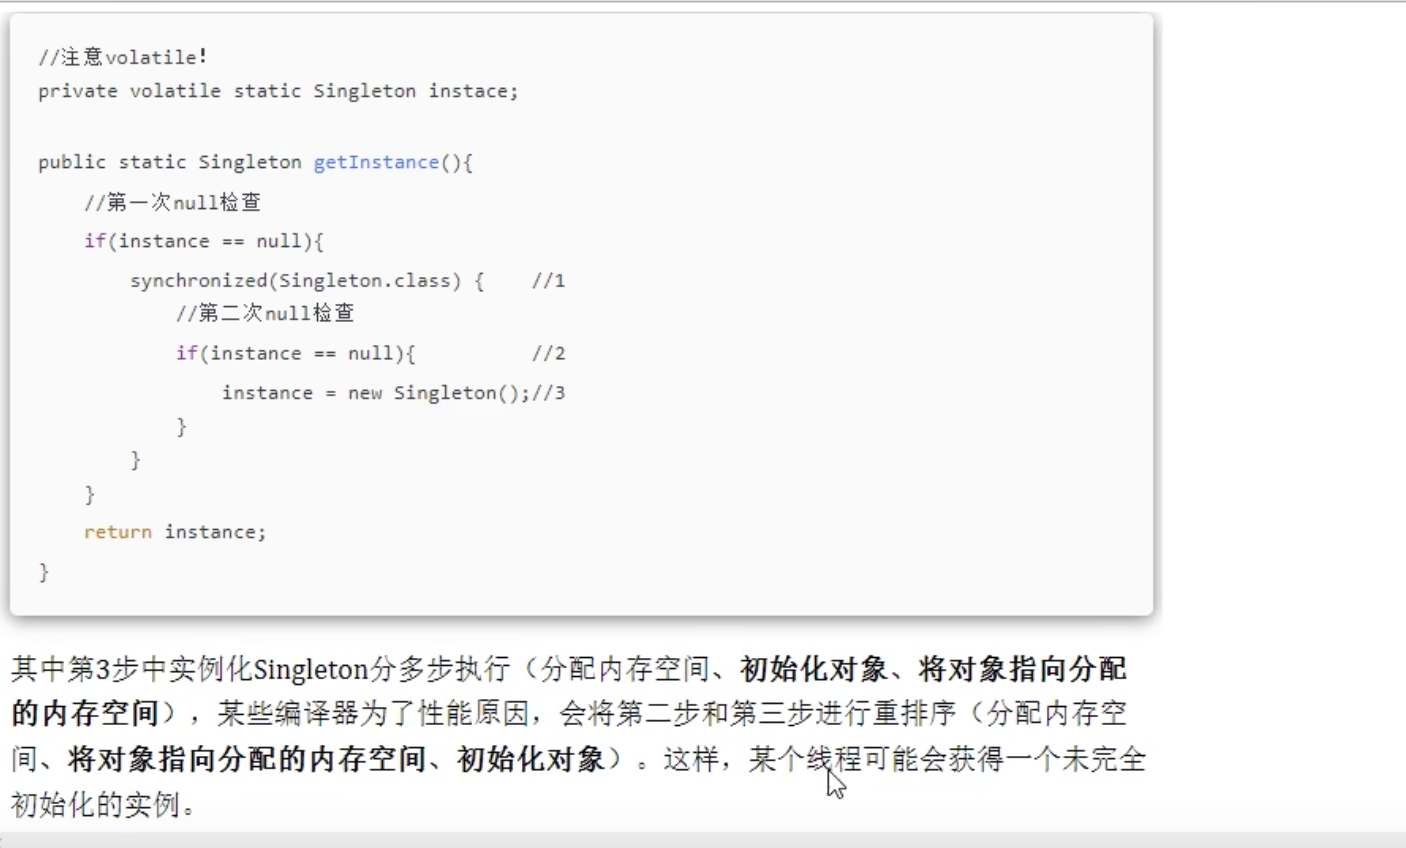 //注意volatile!
private volatile static Singleton instace;
public static Singleton getInstance(){
//第一次null检查
if(instance == null){
synchronized(Singleton.class) { //1
//第二次null检查
if(instance == null){ //2
instance = new Singleton();//3
}
}
}
return instance;
}
其中第3步中实例化Singleton分多步执行（分配内存空间、初始化对象、将对象指向分配
的内存空间），某些编译器为了性能原因，会将第二步和第三步进行重排序（分配内存空
间、将对象指向分配的内存空间、初始化对象）。这样，某个线程可能会获得一个未完全
初始化的实例。